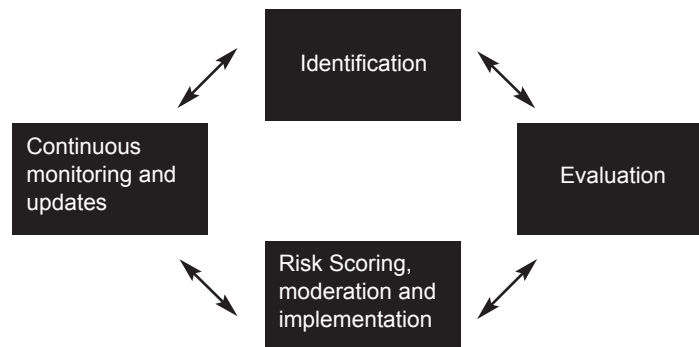 Identification
Evaluation
Risk Scoring,
moderation and
implementation
Continuous
monitoring and
updates